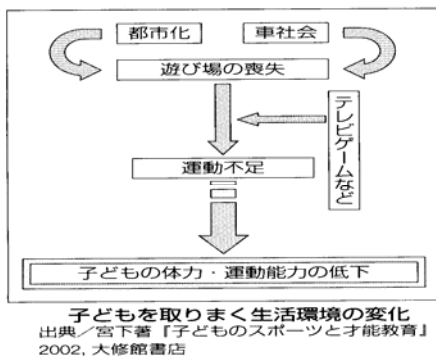 都市化
車社会
遊び場の喪失
テレビゲームなど
運動不足
子どもの体力・運動能力の低下
子どもを取りまく生活環境の変化
出典/宮下著『子どものスポーツと才能教育』
2002, 大修館書店